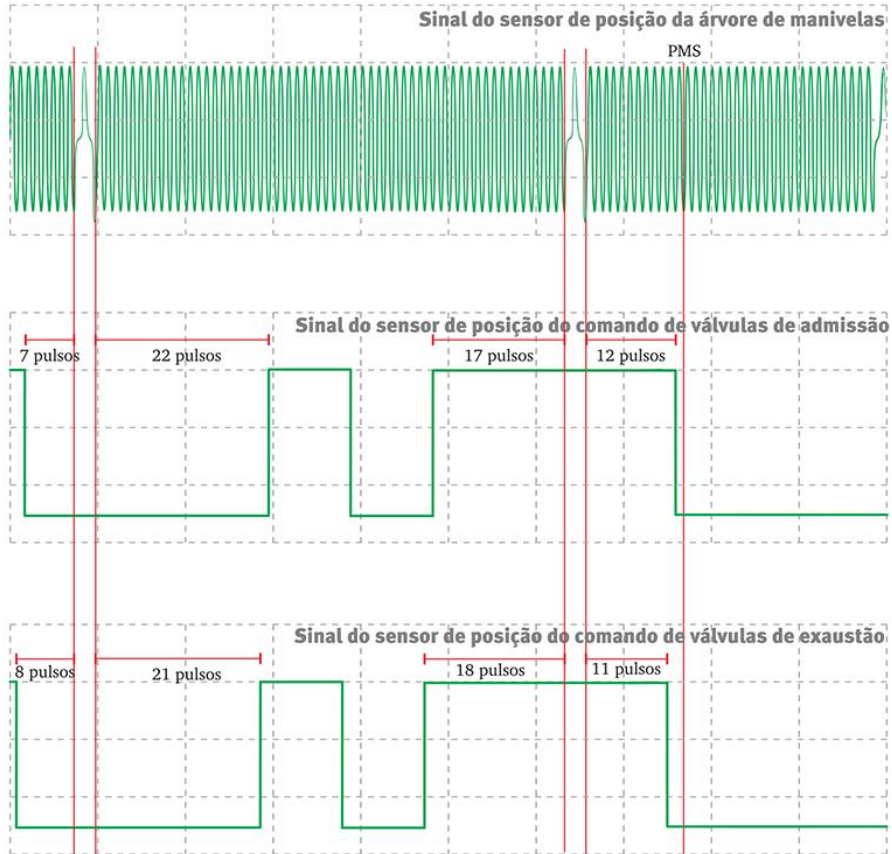 Sinal do sensor de posição da árvore de manivelas
PMS
Sinal do sensor de posição do comando de válvulas de admissão
7 pulsos
22 pulsos
17 pulsos
12 pulsos
Sinal do sensor de posição do comando de válvulas de exaustão
8 pulsos
21 pulsos
18 pulsos
11 pulsos